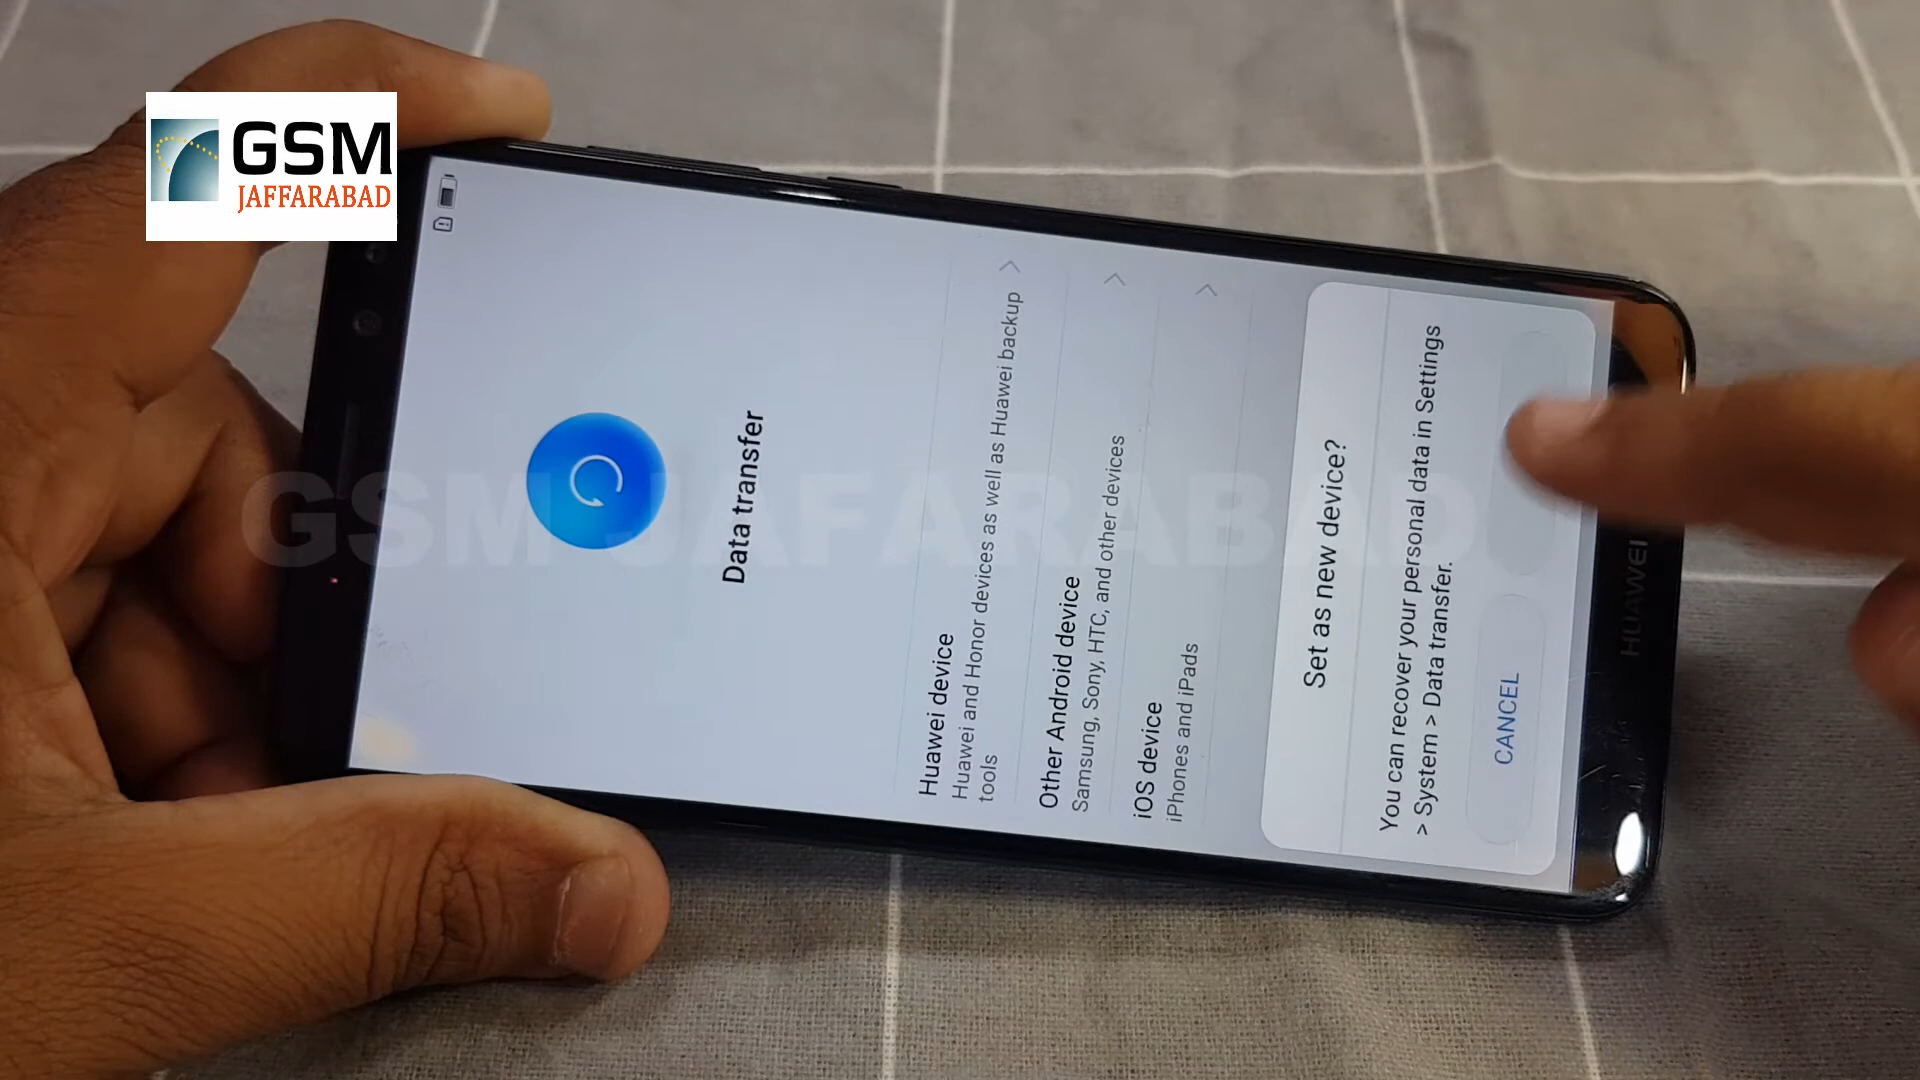 GSM
JAFFARABAD
Data transfer
Huawei device
Huawei and Honor devices as well as Huawei backup
tools
Other Android device
Samsung, Sony, HTC, and other devices
iOS device
iPhones and iPads
Set as new device?
You can recover your personal data in Settings
> System > Data transfer.
CANCEL
HUAWEI
GSM JAFARABAD